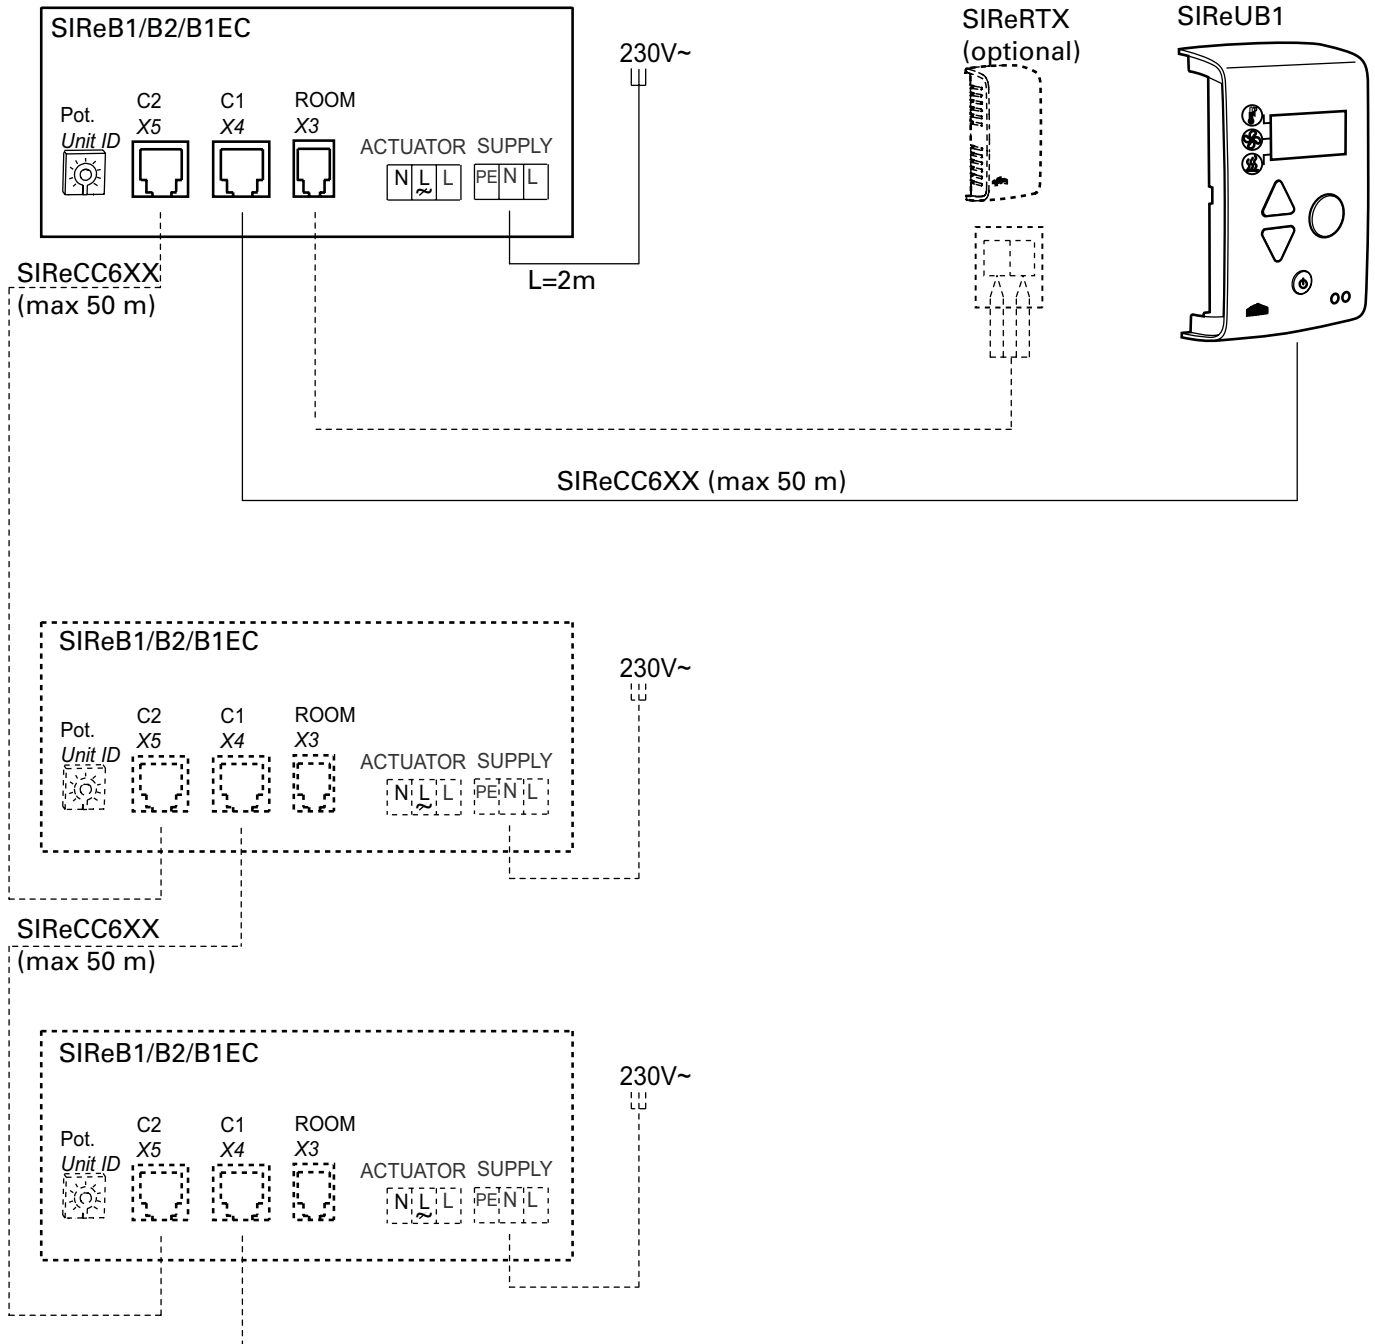 SIReB1/B2/B1EC
230V~
SIReRTX
(optional)
SIReUB1
Pot.
Unit ID
C2
X5
C1
X4
ROOM
X3
ACTUATOR SUPPLY
N L L PE N L
~
SIReCC6XX
(max 50 m)
L=2m
SIReCC6XX (max 50 m)
SIReB1/B2/B1EC
230V~
Pot.
Unit ID
C2
X5
C1
X4
ROOM
X3
ACTUATOR SUPPLY
N L L PE N L
~
SIReCC6XX
(max 50 m)
SIReB1/B2/B1EC
230V~
Pot.
Unit ID
C2
X5
C1
X4
ROOM
X3
ACTUATOR SUPPLY
N L L PE N L
~